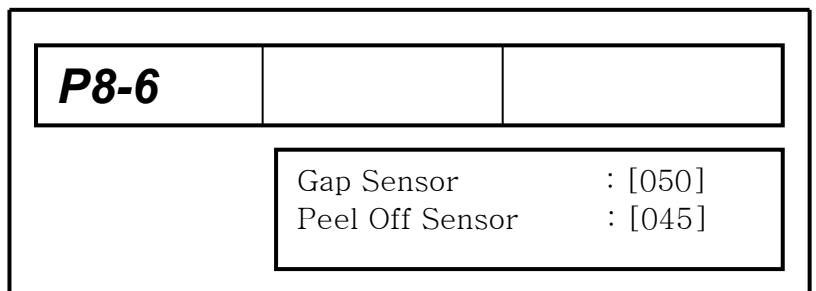 P8-6
Gap Sensor : [050]
Peel Off Sensor : [045]